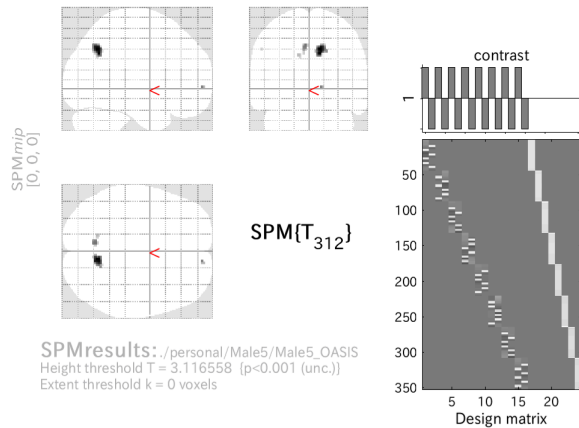 contrast
1
SPMmip
[0, 0, 0]
<
<
<
SPM{T312}
50
100
150
200
250
300
350
5 10 15 20
Design matrix
SPMresults: ./personal/Male5/Male5_OASIS
Height threshold T = 3.116558 {p<0.001 (unc.)}
Extent threshold k = 0 voxels